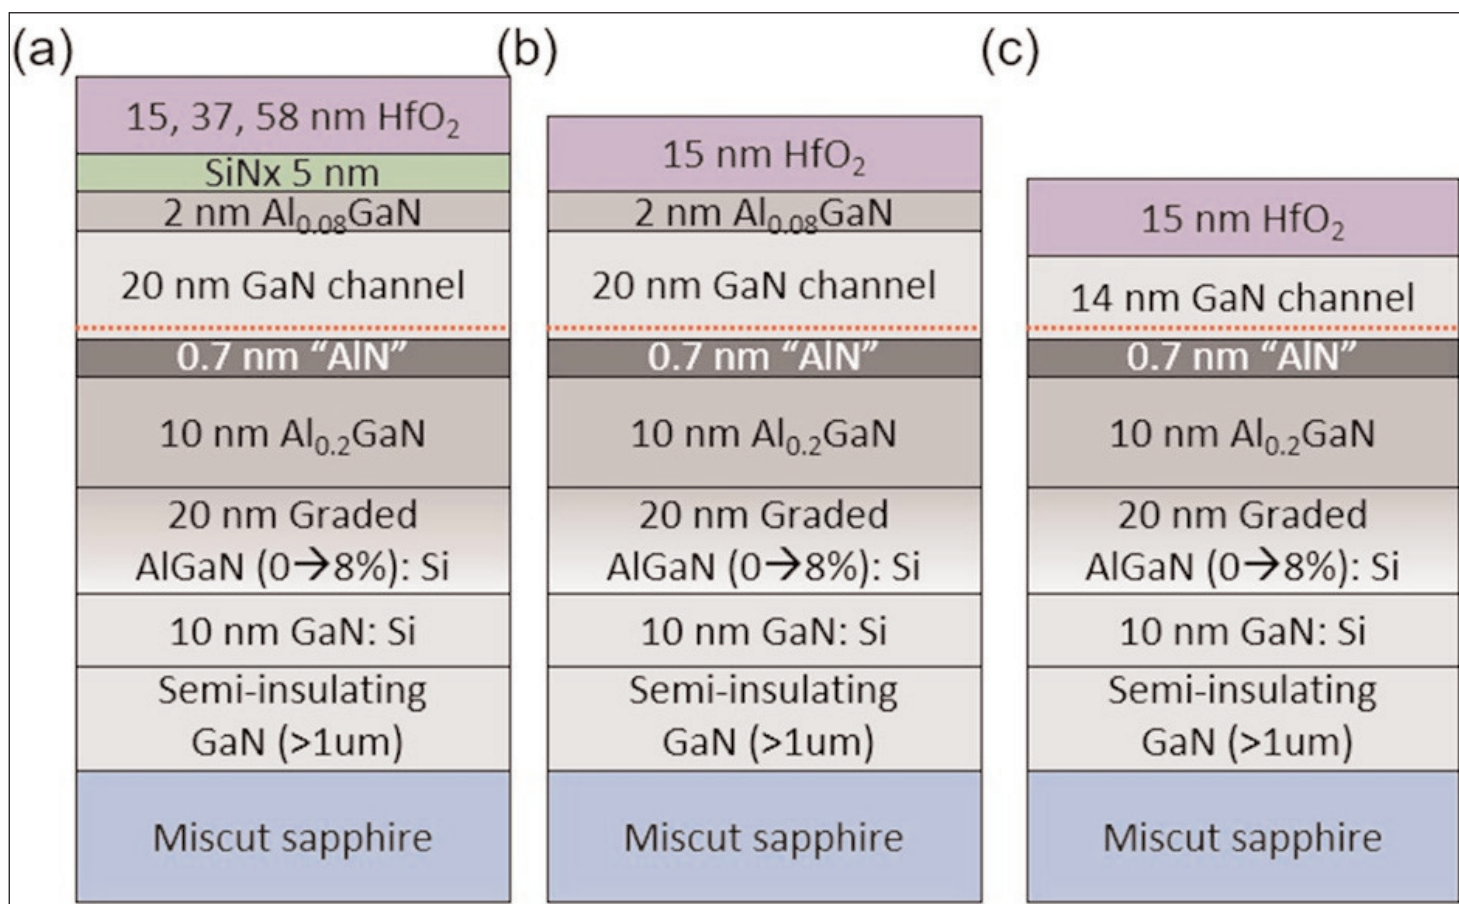 (a)
15, 37, 58 nm HfO₂
SiNx 5 nm
2 nm Al₀.₀₈GaN
20 nm GaN channel
0.7 nm “AlN”
10 nm Al₀.₂GaN
20 nm Graded
AlGaN (0→8%): Si
10 nm GaN: Si
Semi-insulating
GaN (>1um)
Miscut sapphire
(b)
15 nm HfO₂
2 nm Al₀.₀₈GaN
20 nm GaN channel
0.7 nm “AlN”
10 nm Al₀.₂GaN
20 nm Graded
AlGaN (0→8%): Si
10 nm GaN: Si
Semi-insulating
GaN (>1um)
Miscut sapphire
(c)
15 nm HfO₂
14 nm GaN channel
0.7 nm “AlN”
10 nm Al₀.₂GaN
20 nm Graded
AlGaN (0→8%): Si
10 nm GaN: Si
Semi-insulating
GaN (>1um)
Miscut sapphire